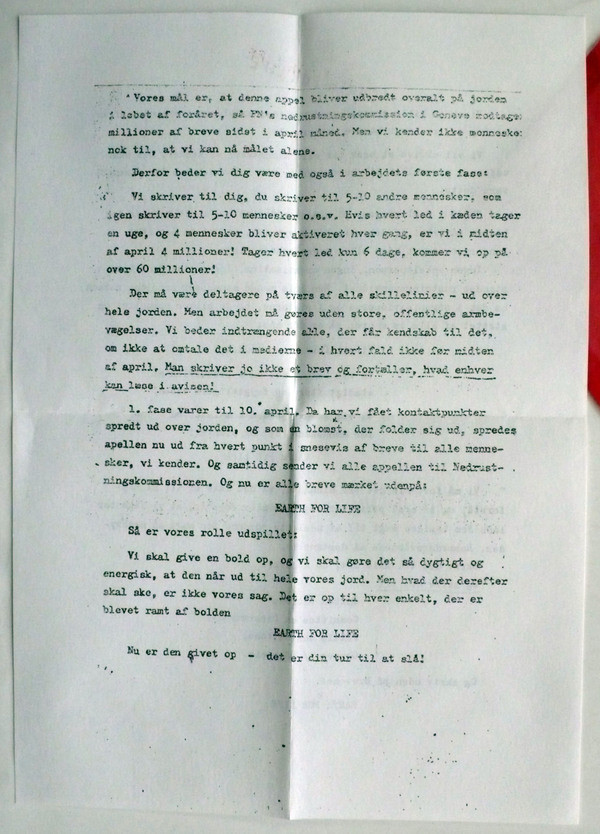 Vores mål er, at denne appel bliver udbredt overalt på jorden
i løbet af foråret, så FN's nedrustningskommission i Geneve modtage
millioner af breve sidst i april måned. Men vi kender ikke menneske
nok til, at vi kan nå målet alene.
Derfor beder vi dig være med også i arbejdets første fase:
Vi skriver til dig, du skriver til 5-10 andre mennesker, som
igen skriver til 5-10 mennesker o.s.v. Hvis hvert led i kæden tager
en uge, og 4 mennesker bliver aktiveret hver gang, er vi i midten
af april 4 millioner! Tager hvert led kun 6 dage, kommer vi op på
over 60 millioner!
Der må være deltagere på tværs af alle skillelinier - ud over
hele jorden. Men arbejdet må gøres uden store, offentlige armbe-
vægelser. Vi beder indtrængende alle, der får kendskab til det,
om ikke at omtale det i medierne - i hvert fald ikke før midten
af april. Man skriver jo ikke et brev og fortæller, hvad enhver
kan læse i avisen!
1. fase varer til 10. april. Da har vi fået kontaktpunkter
spredt ud over jorden, og som en blomst, der folder sig ud, spredes
apellen nu ud fra hvert punkt i snesevis af breve til alle menne-
sker, vi kender. Og samtidig sender vi alle appellen til Nedrust-
ningskommissionen. Og nu er alle breve mærket udenpå:
EARTH FOR LIFE
Så er vores rolle udspillet:
Vi skal give en bold op, og vi skal gøre det så dygtigt og
energisk, at den når ud til hele vores jord. Men hvad der derefter
skal ske, er ikke vores sag. Det er op til hver enkelt, der er
blevet ramt af bolden
EARTH FOR LIFE
Nu er den givet op - det er din tur til at slå!